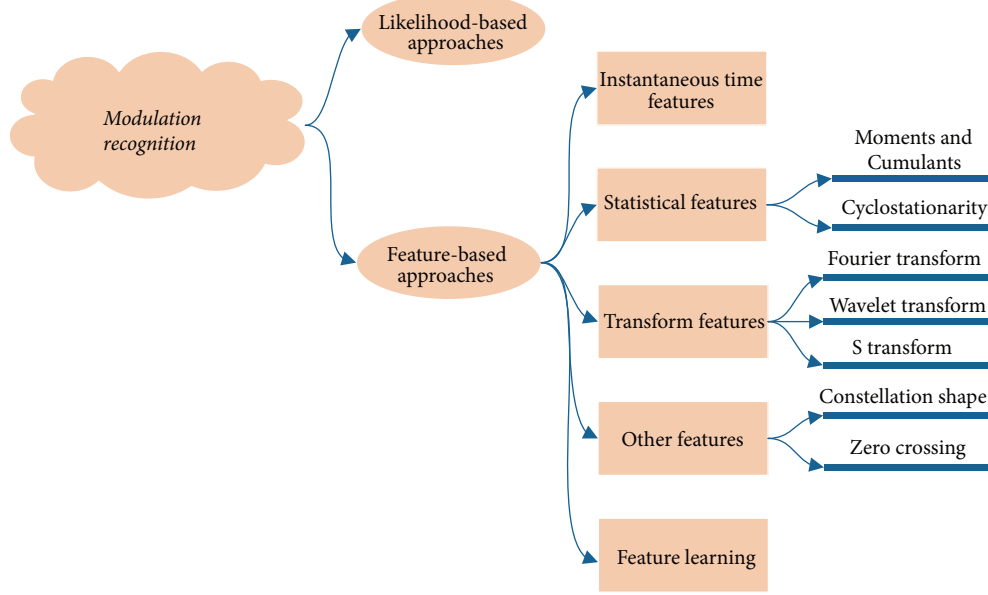 Likelihood-based
approaches
Modulation
recognition
Feature-based
approaches
Instantaneous time
features
Statistical features
Moments and
Cumulants
Cyclostationarity
Transform features
Fourier transform
Wavelet transform
S transform
Other features
Constellation shape
Zero crossing
Feature learning